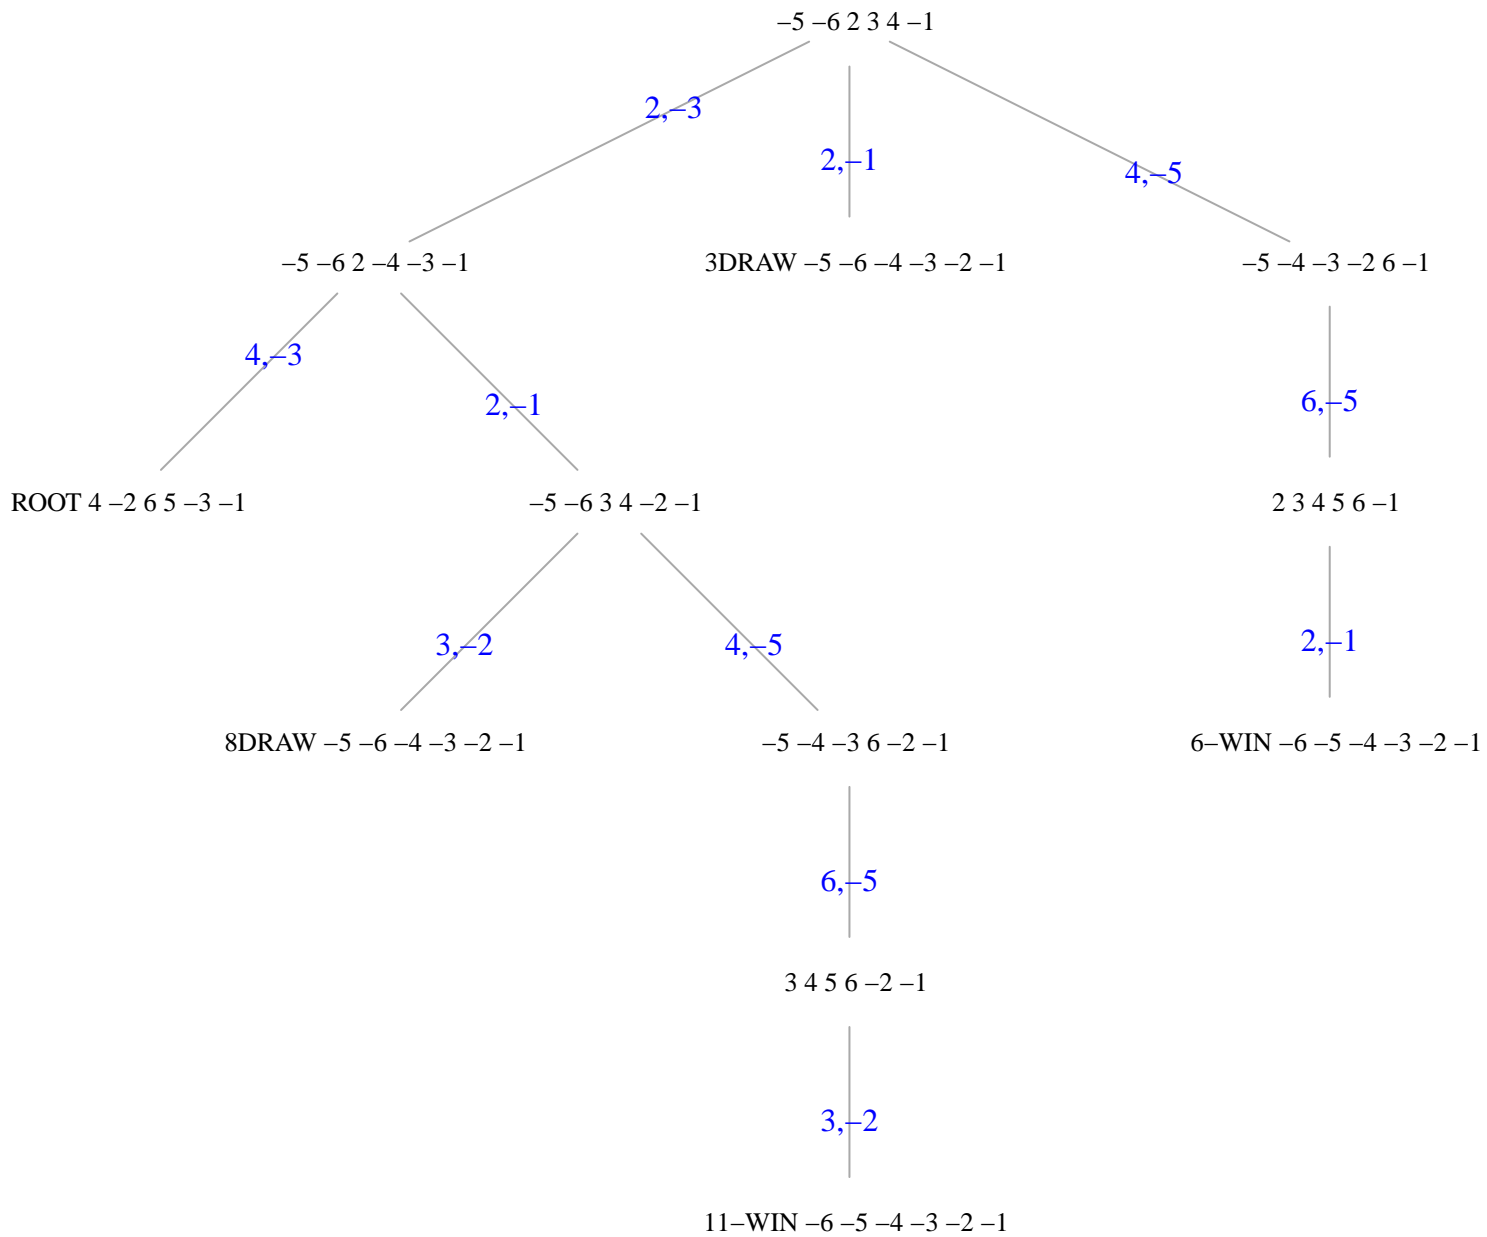 –5 –6 2 3 4 –1
2,–3
2,–1
4,–5
–5 –6 2 –4 –3 –1
3DRAW –5 –6 –4 –3 –2 –1
–5 –4 –3 –2 6 –1
4,–3
2,–1
6,–5
ROOT 4 –2 6 5 –3 –1
–5 –6 3 4 –2 –1
2 3 4 5 6 –1
3,–2
4,–5
2,–1
8DRAW –5 –6 –4 –3 –2 –1
–5 –4 –3 6 –2 –1
6–WIN –6 –5 –4 –3 –2 –1
6,–5
3 4 5 6 –2 –1
3,–2
11–WIN –6 –5 –4 –3 –2 –1